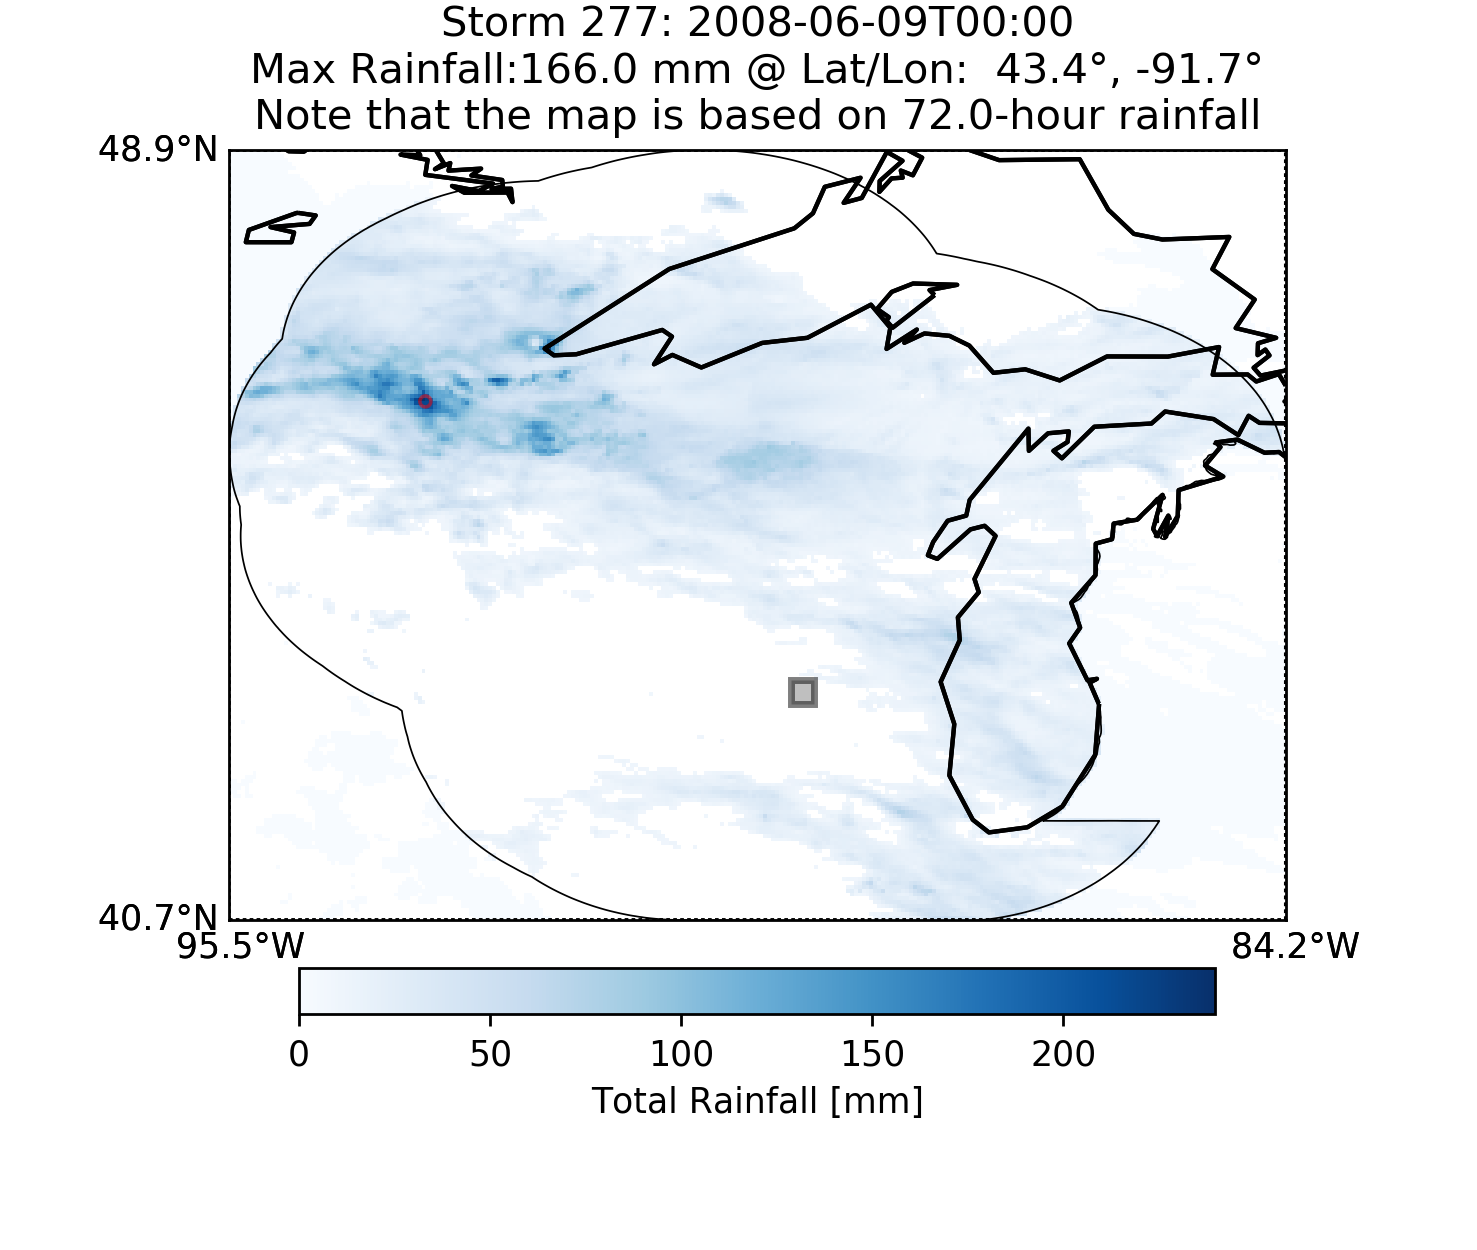 Storm 277: 2008-06-09T00:00
Max Rainfall:166.0 mm @ Lat/Lon:  43.4°, -91.7°
Note that the map is based on 72.0-hour rainfall
48.9°N
40.7°N
95.5°W 84.2°W
0 50 100 150 200
Total Rainfall [mm]